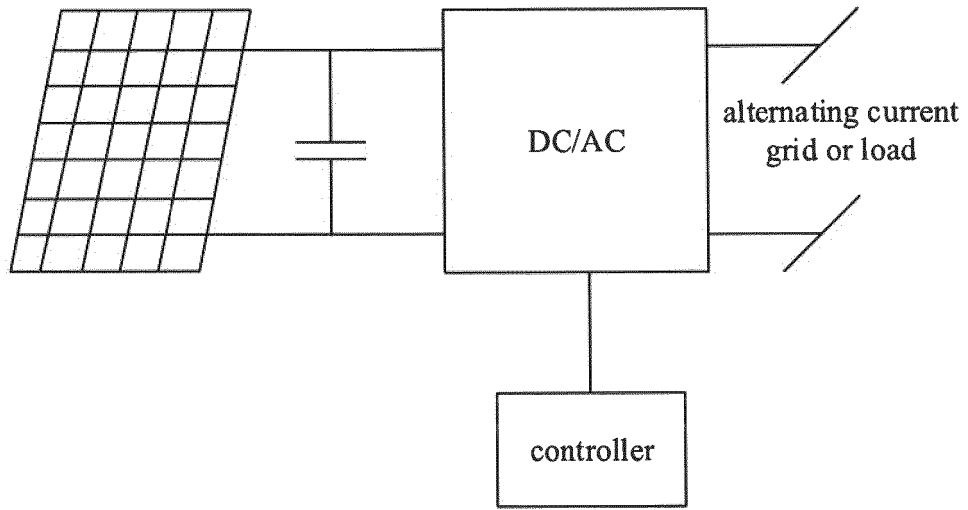 DC/AC
alternating current
grid or load
controller